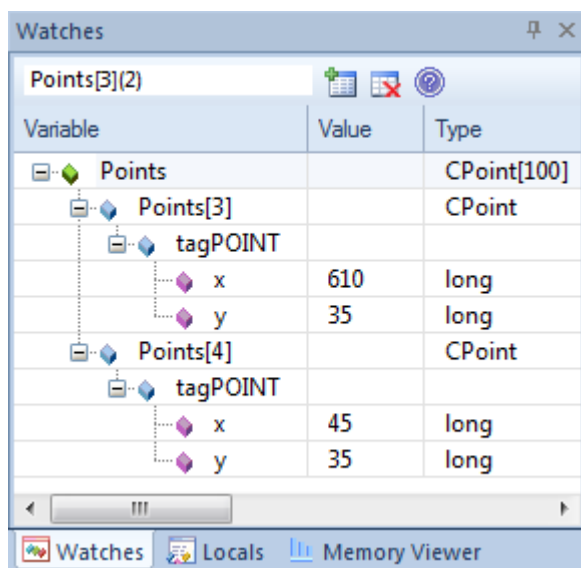 Watches
Points[3](2)
Variable Value Type
Points CPoint[100]
Points[3] CPoint
tagPOINT
x 610 long
y 35 long
Points[4] CPoint
tagPOINT
x 45 long
y 35 long
Watches Locals Memory Viewer